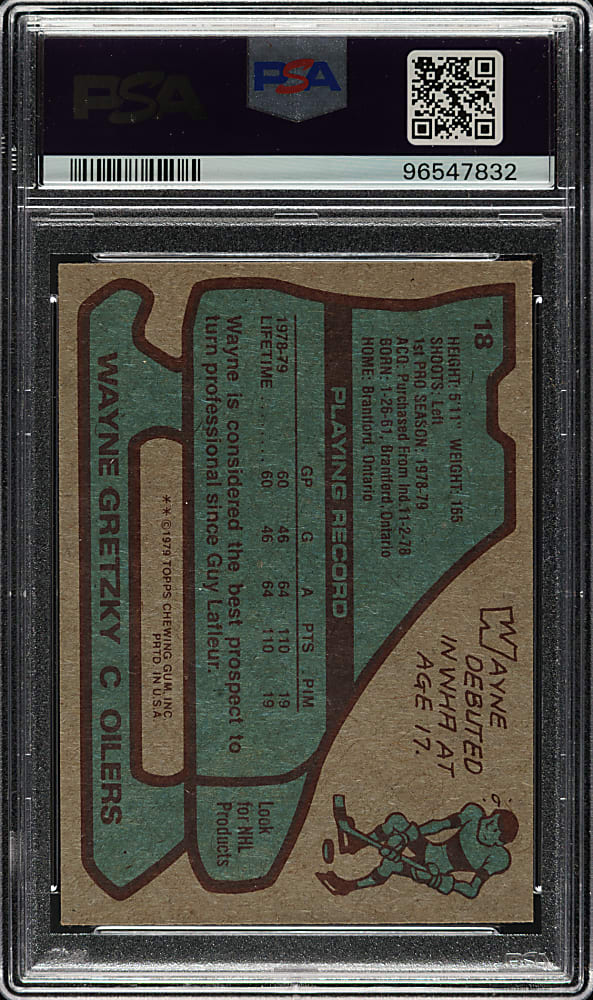 PSA
PSA
96547832
18
HEIGHT: 5'11" WEIGHT: 165
SHOOTS: Left
1st PRO SEASON: 1978-79
ACQ: Purchased From Ind 11-2-78
BORN: 1-26-61, Brantford, Ontario
HOME: Brantford, Ontario
WAYNE
DEBUTED
IN WHA AT
AGE 17.
PLAYING RECORD
GP G A PTS PIM
1978-79 60 46 64 110 19
LIFETIME .......... 60 46 64 110 19
Wayne is considered the best prospect to
turn professional since Guy Lafleur.
Look
for NHL
Products
** ©1979 TOPPS CHEWING GUM, INC.
PRTD. IN U.S.A.
WAYNE GRETZKY C OILERS
PSA